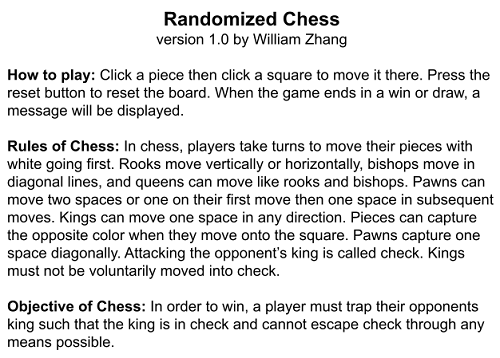 Randomized Chess
version 1.0 by William Zhang
How to play: Click a piece then click a square to move it there. Press the
reset button to reset the board. When the game ends in a win or draw, a
message will be displayed.
Rules of Chess: In chess, players take turns to move their pieces with
white going first. Rooks move vertically or horizontally, bishops move in
diagonal lines, and queens can move like rooks and bishops. Pawns can
move two spaces or one on their first move then one space in subsequent
moves. Kings can move one space in any direction. Pieces can capture
the opposite color when they move onto the square. Pawns capture one
space diagonally. Attacking the opponent's king is called check. Kings
must not be voluntarily moved into check.
Objective of Chess: In order to win, a player must trap their opponents
king such that the king is in check and cannot escape check through any
means possible.